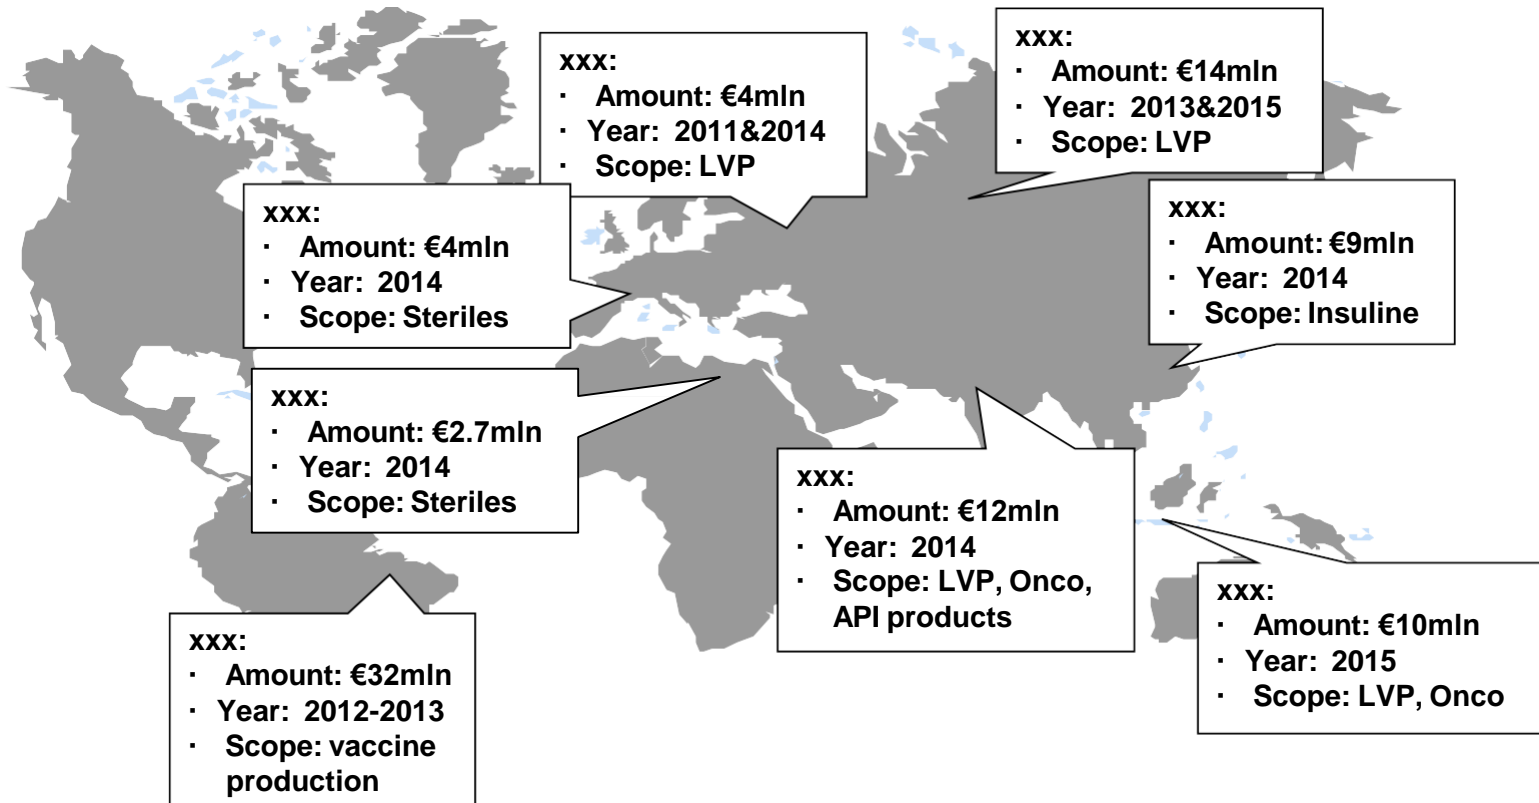 xxx:
· Amount: €4mln
· Year: 2011&2014
· Scope: LVP
xxx:
· Amount: €14mln
· Year: 2013&2015
· Scope: LVP
xxx:
· Amount: €4mln
· Year: 2014
· Scope: Steriles
xxx:
· Amount: €9mln
· Year: 2014
· Scope: Insuline
xxx:
· Amount: €2.7mln
· Year: 2014
· Scope: Steriles
xxx:
· Amount: €12mln
· Year: 2014
· Scope: LVP, Onco,
API products
xxx:
· Amount: €10mln
· Year: 2015
· Scope: LVP, Onco
xxx:
· Amount: €32mln
· Year: 2012-2013
· Scope: vaccine
production